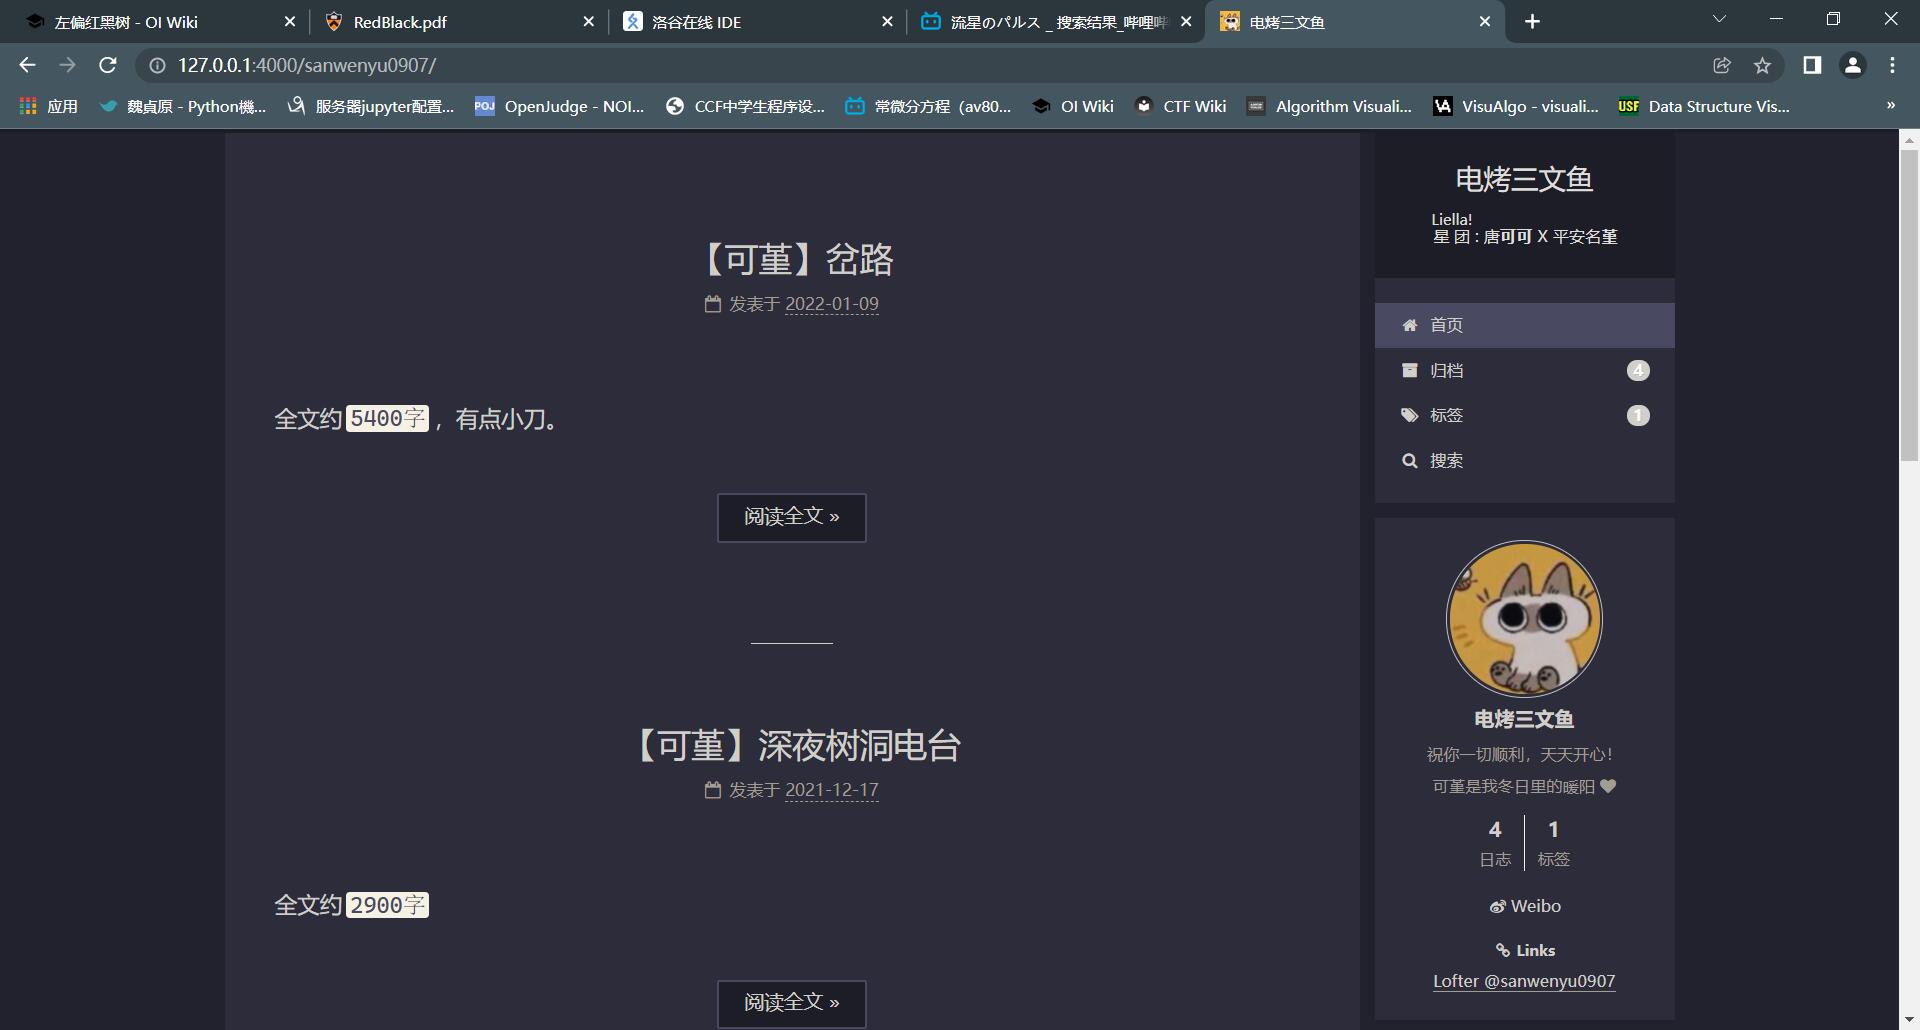 左偏红黑树 - OI Wiki
RedBlack.pdf
洛谷在线 IDE
流星のパルス _ 搜索结果_哔哩哔
电烤三文鱼
127.0.0.1:4000/sanwenyu0907/
应用
魏贞原 - Python機...
服务器jupyter配置...
POJ
OpenJudge - NOI...
CCF中学生程序设...
常微分方程（av80...
OI Wiki
CTF Wiki
Algorithm Visuali...
VisuAlgo - visuali...
USF
Data Structure Vis...
»
【可堇】岔路
发表于 2022-01-09
全文约 5400字 ，有点小刀。
阅读全文 »
【可堇】深夜树洞电台
发表于 2021-12-17
全文约 2900字
阅读全文 »
电烤三文鱼
Liella!
星 团 : 唐可可 X 平安名堇
首页
归档 4
标签 1
搜索
电烤三文鱼
祝你一切顺利，天天开心！
可堇是我冬日里的暖阳
4 1
日志 标签
Weibo
Links
Lofter @sanwenyu0907